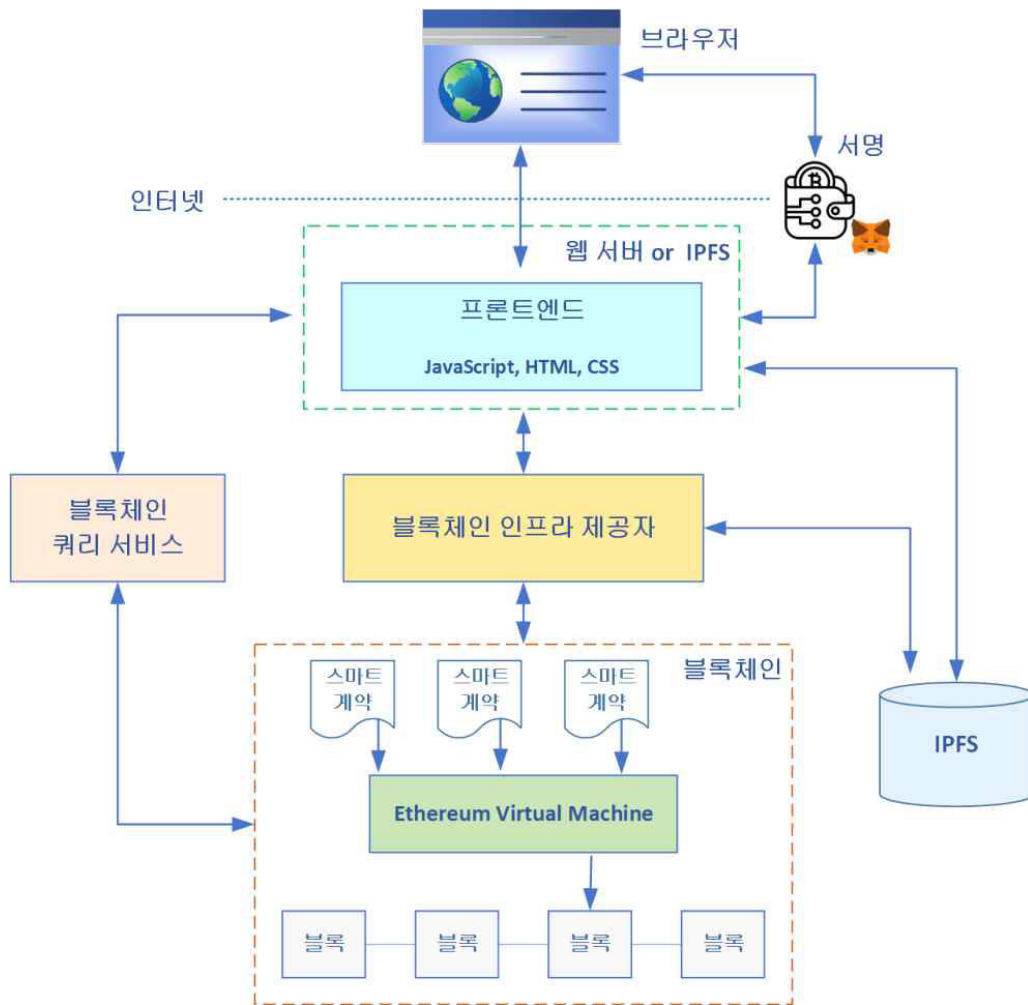 브라우저
서명
인터넷
웹 서버 or IPFS
프론트엔드
JavaScript, HTML, CSS
블록체인
쿼리 서비스
블록체인 인프라 제공자
블록체인
스마트
계약
스마트
계약
스마트
계약
IPFS
Ethereum Virtual Machine
블록
블록
블록
블록